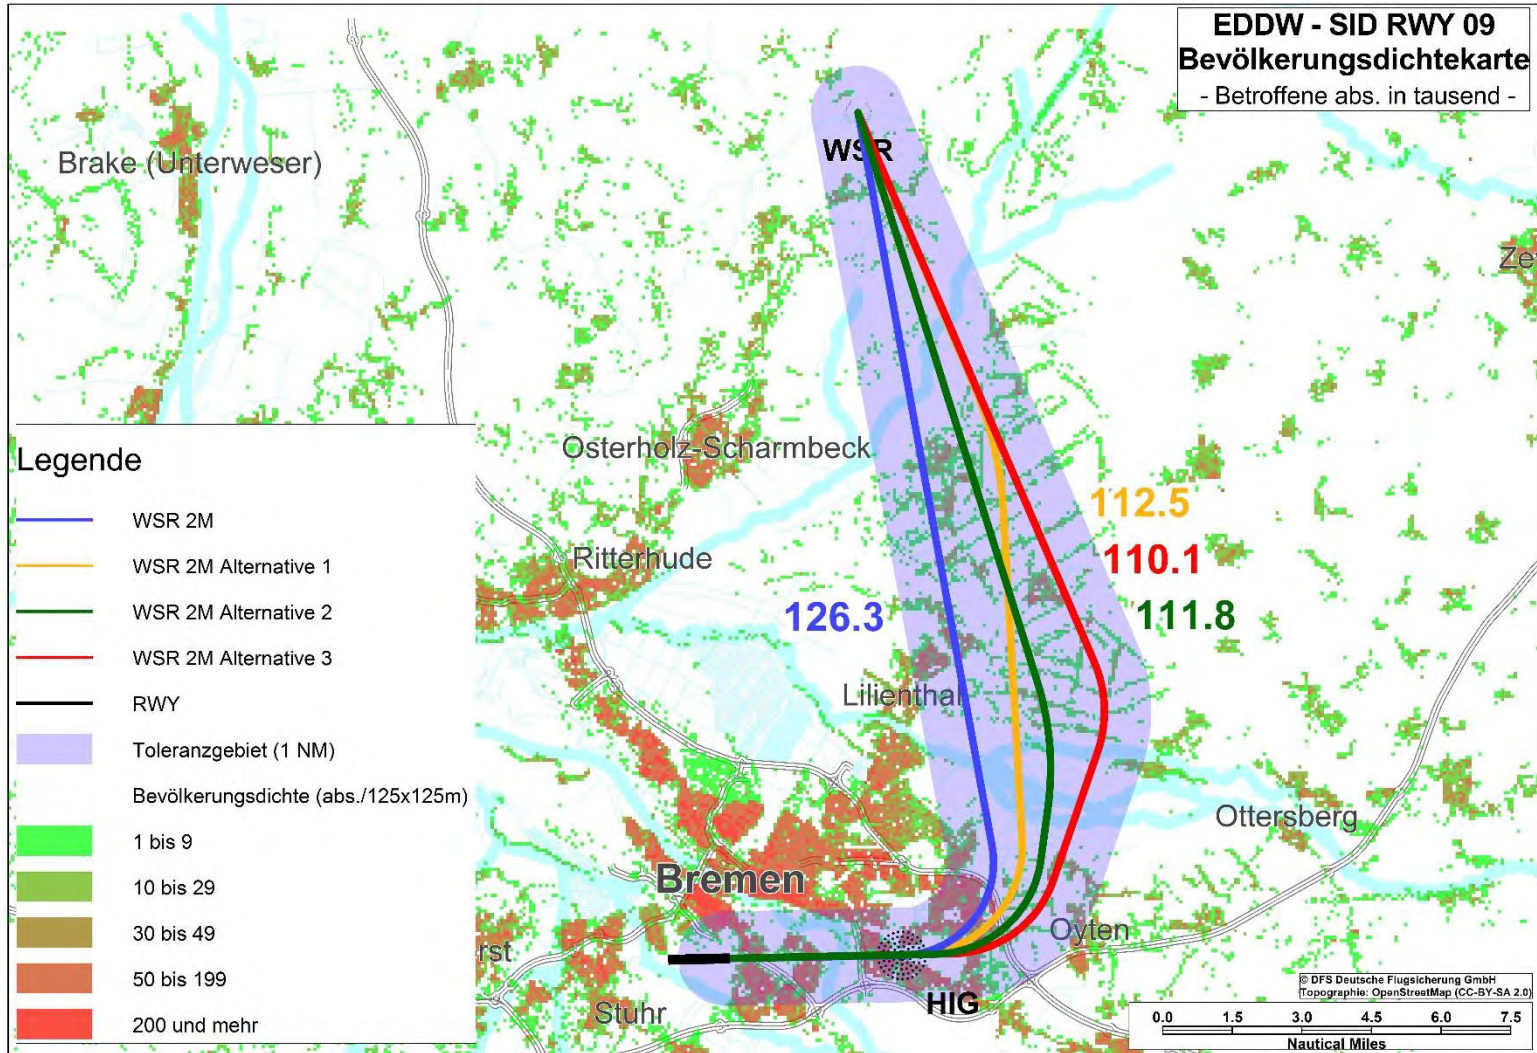 EDDW - SID RWY 09
Bevölkerungsdichtekarte
- Betroffene abs. in tausend -
WSR
Brake (Unterweser)
Osterholz-Scharmbeck
Ritterhude
Lilienthal
Bremen
Stuhr
HIG
Oyten
Ottersberg
112.5
110.1
111.8
126.3
Legende
WSR 2M
WSR 2M Alternative 1
WSR 2M Alternative 2
WSR 2M Alternative 3
RWY
Toleranzgebiet (1 NM)
Bevölkerungsdichte (abs./125x125m)
1 bis 9
10 bis 29
30 bis 49
50 bis 199
200 und mehr
© DFS Deutsche Flugsicherung GmbH
Topographie: OpenStreetMap (CC-BY-SA 2.0)
0.0 1.5 3.0 4.5 6.0 7.5
Nautical Miles